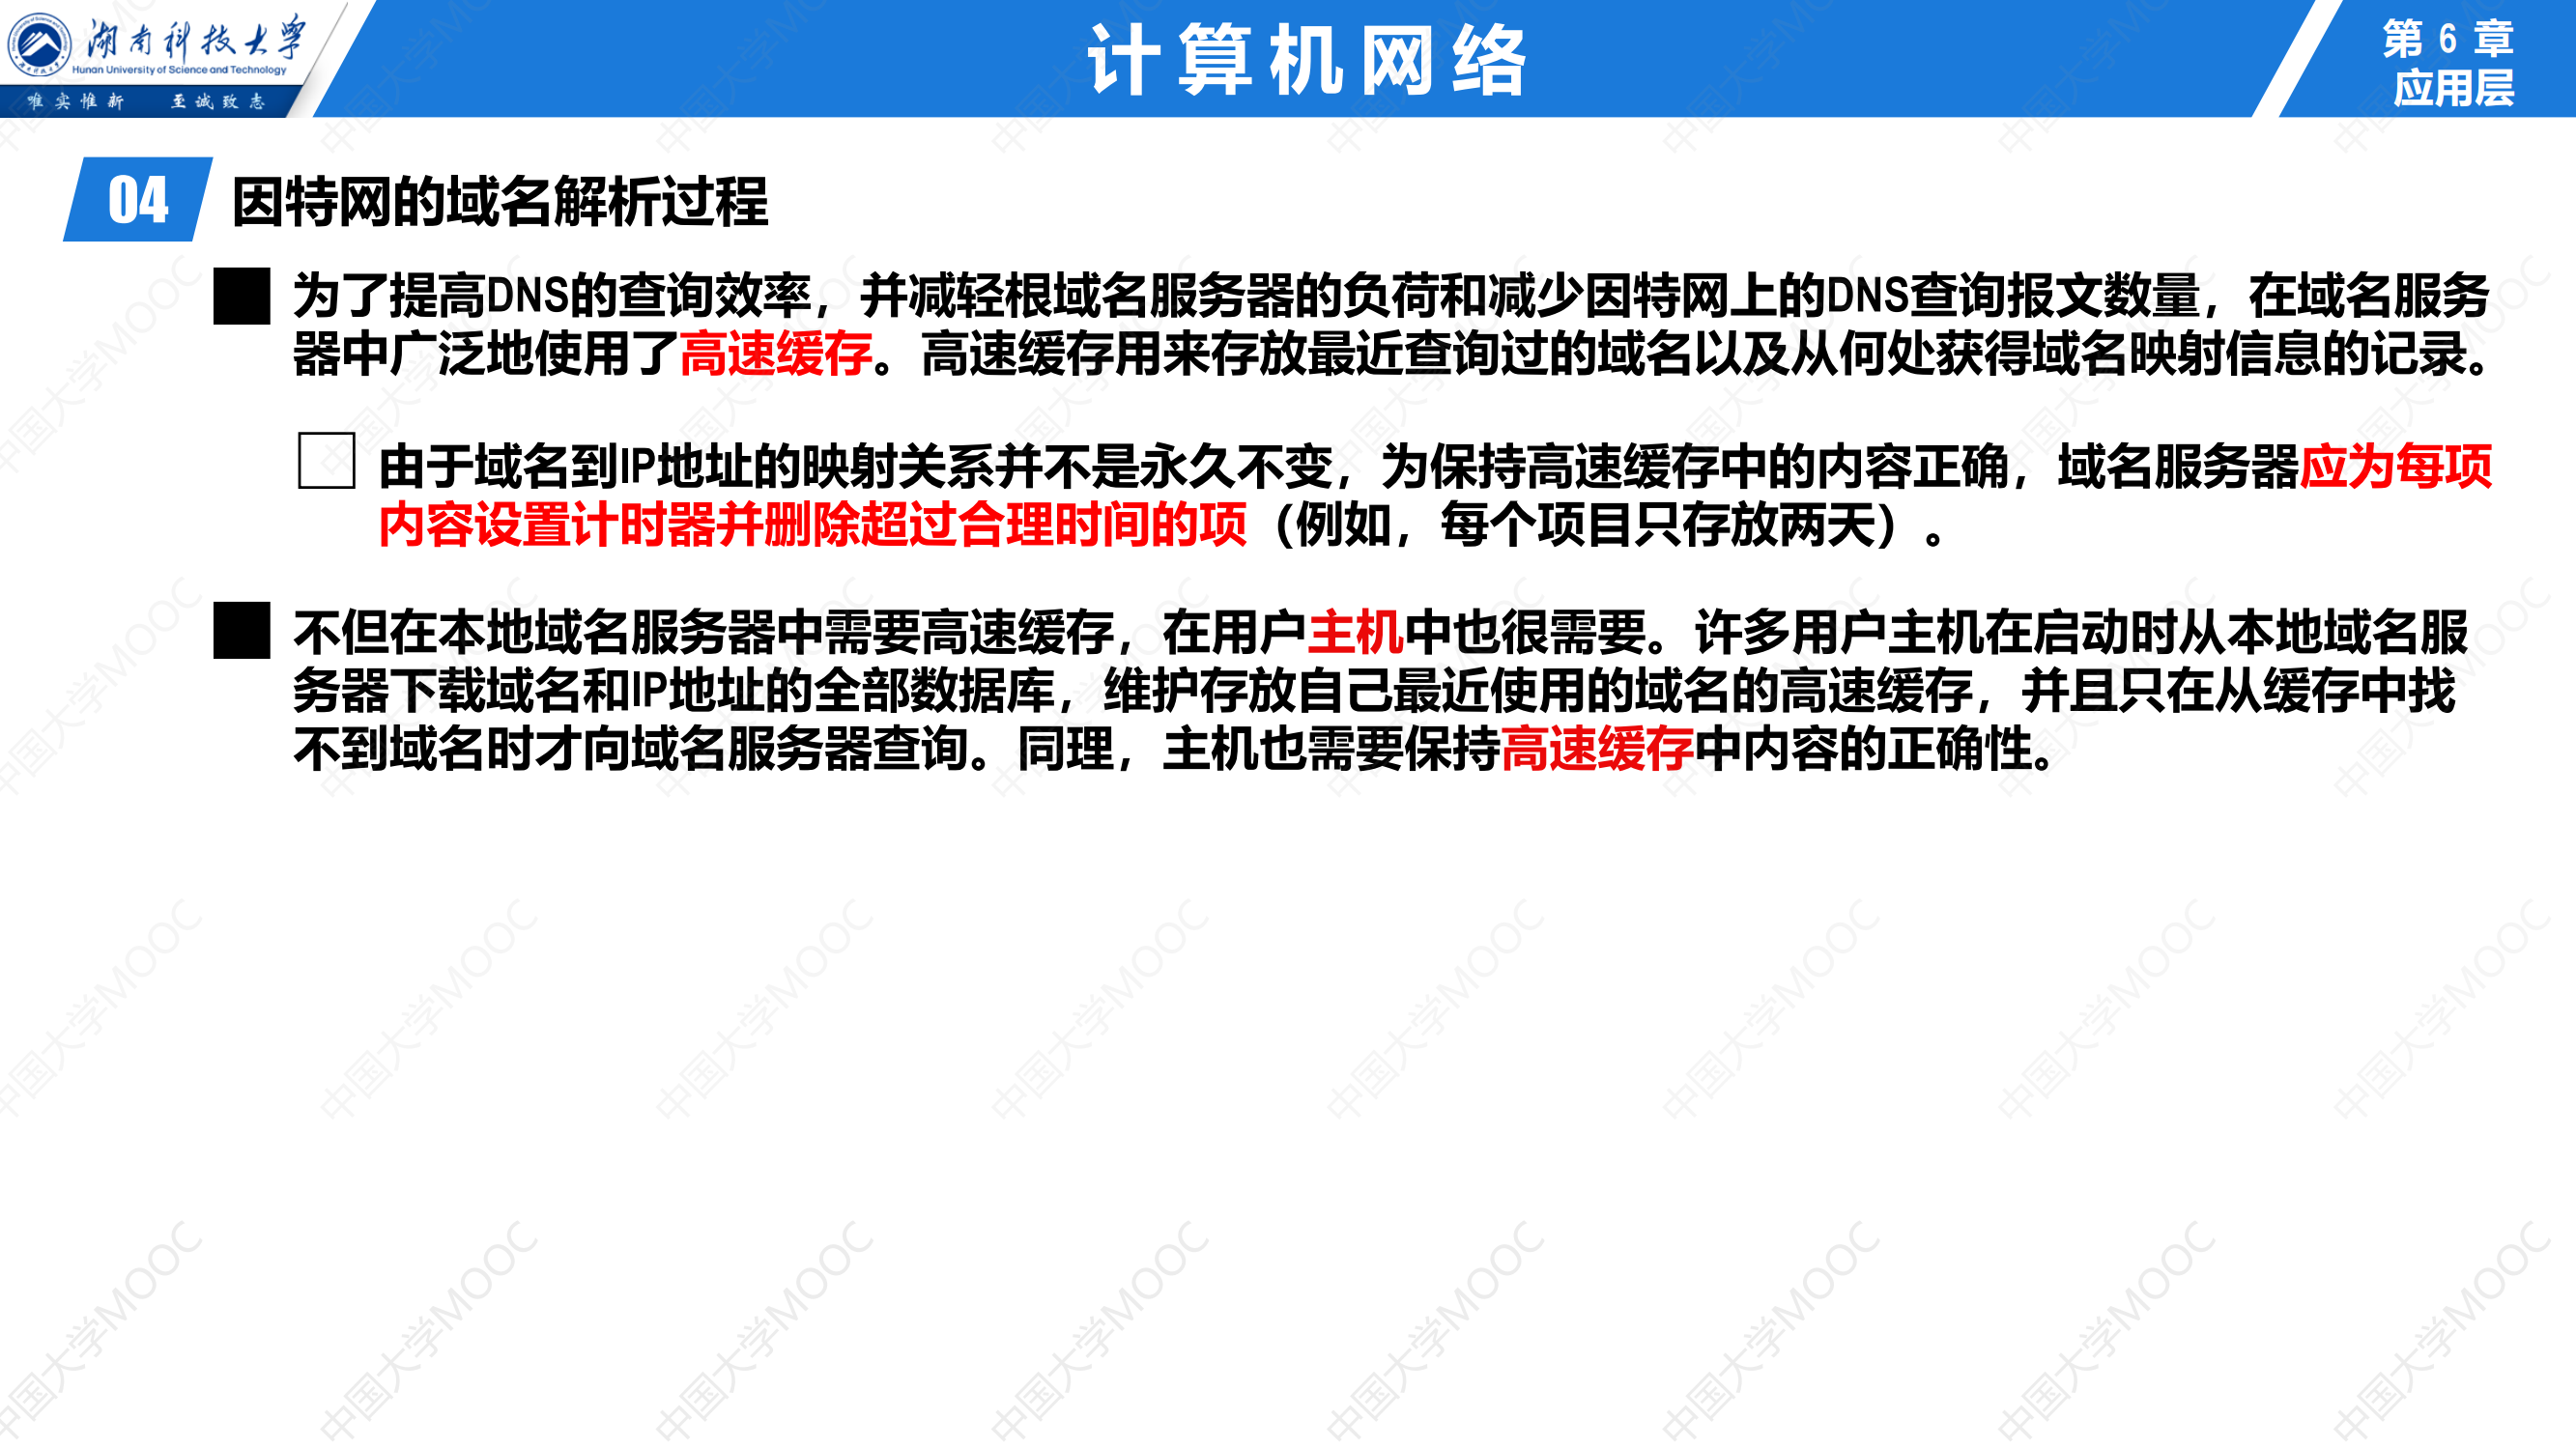 湖南科技大学
Hunan University of Science and Technology
唯实惟新 至诚致志
计算机网络
第 6 章
应用层
04 因特网的域名解析过程
为了提高DNS的查询效率，并减轻根域名服务器的负荷和减少因特网上的DNS查询报文数量，在域名服务
器中广泛地使用了高速缓存。高速缓存用来存放最近查询过的域名以及从何处获得域名映射信息的记录。
由于域名到IP地址的映射关系并不是永久不变，为保持高速缓存中的内容正确，域名服务器应为每项
内容设置计时器并删除超过合理时间的项（例如，每个项目只存放两天）。
不但在本地域名服务器中需要高速缓存，在用户主机中也很需要。许多用户主机在启动时从本地域名服
务器下载域名和IP地址的全部数据库，维护存放自己最近使用的域名的高速缓存，并且只在从缓存中找
不到域名时才向域名服务器查询。同理，主机也需要保持高速缓存中内容的正确性。
中国大学MOOC